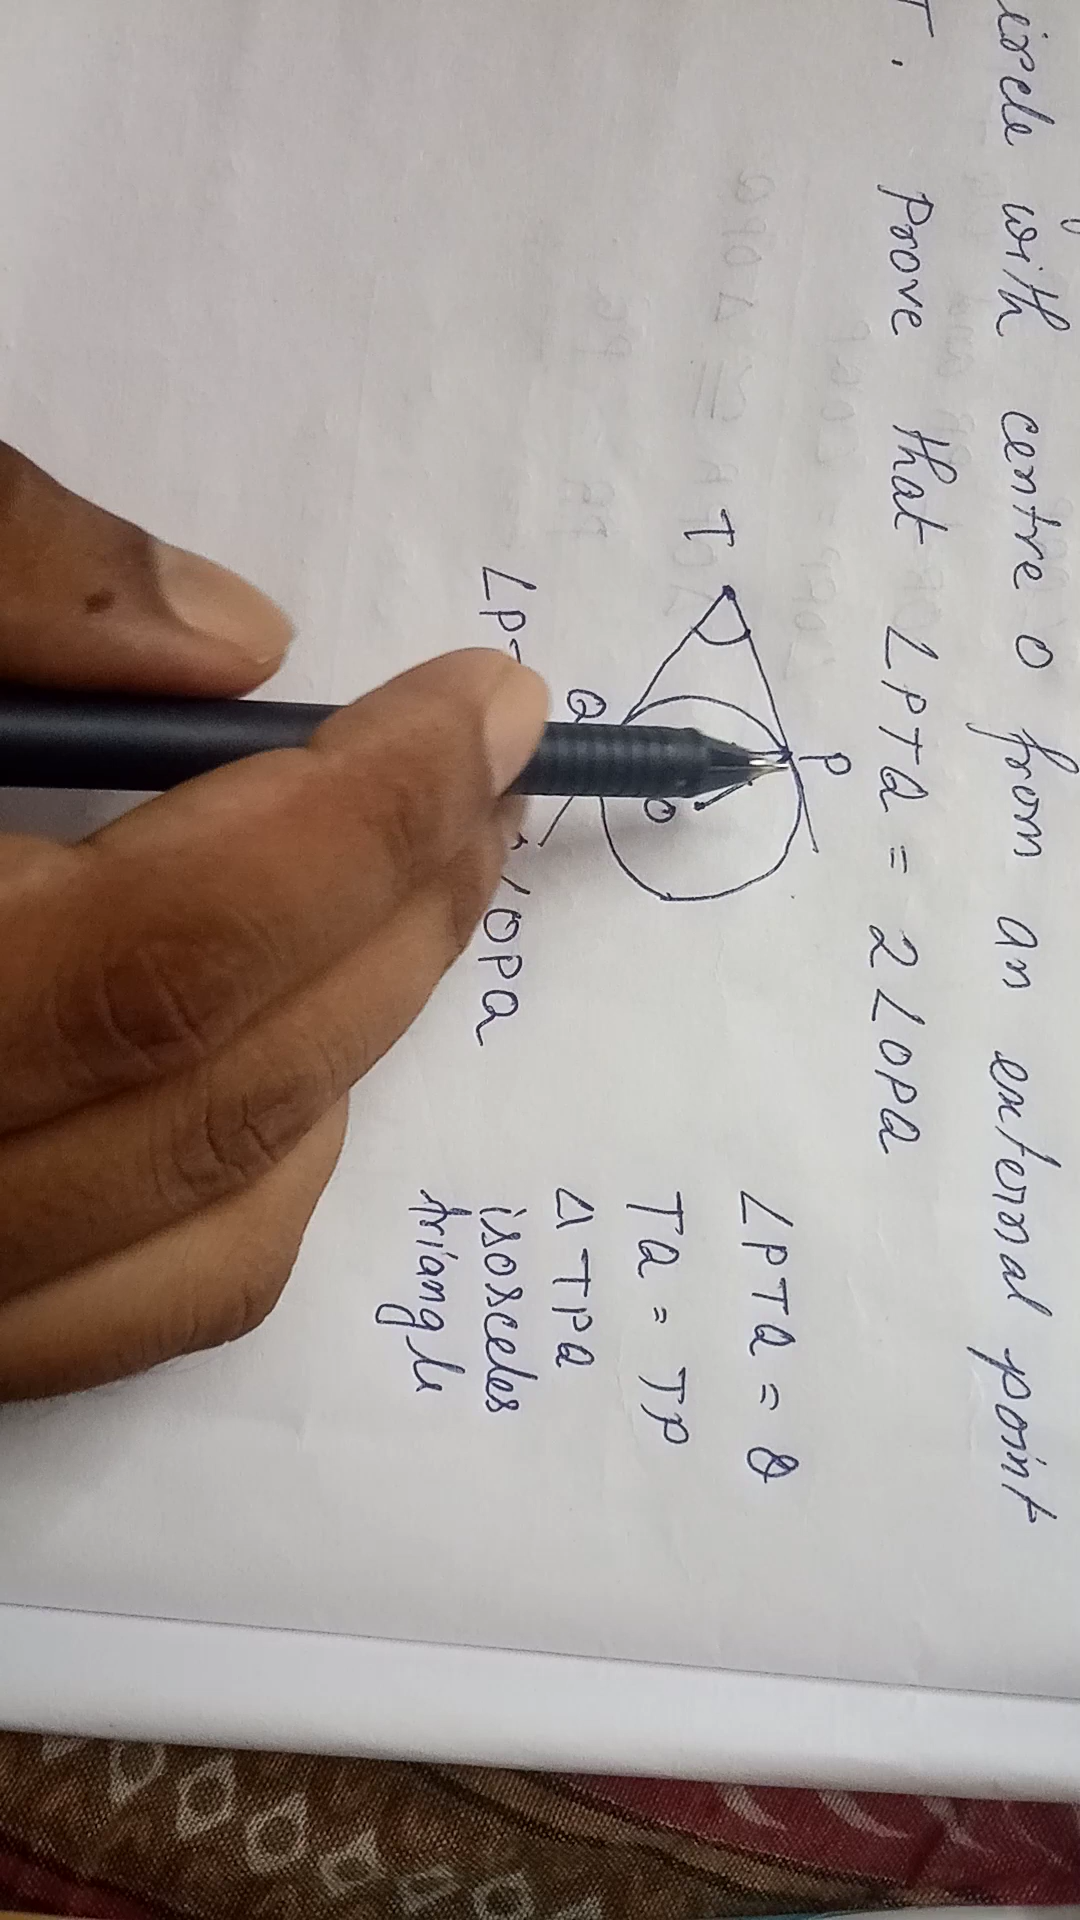 circle with centre O from an external point
T. Prove that ∠PTQ = 2∠OPQ
T
P
Q
O
∠PTQ = θ
TQ = TP
Δ TPQ
isosceles
triangle
∠OPQ